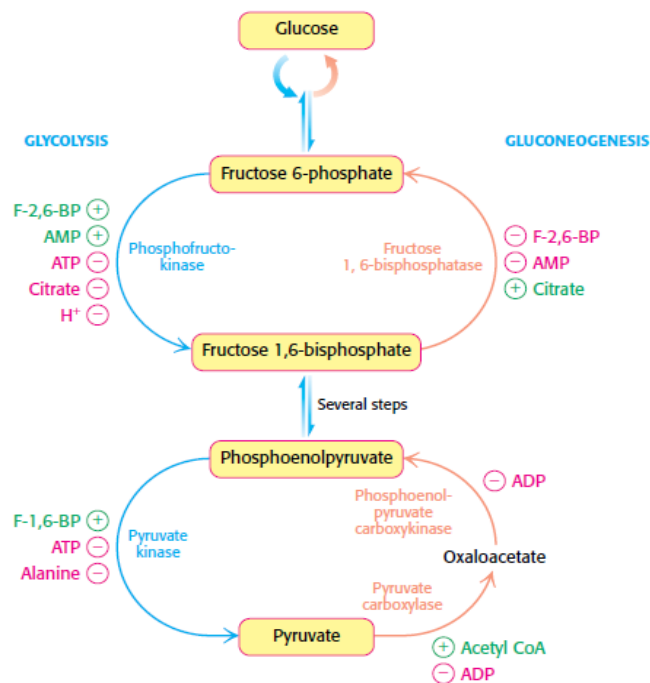 Glucose
GLYCOLYSIS
GLUCONEOGENESIS
Fructose 6-phosphate
F-2,6-BP +
AMP +
ATP −
Citrate −
H⁺ −
Phosphofructo-
kinase
Fructose
1, 6-bisphosphatase
− F-2,6-BP
− AMP
+ Citrate
Fructose 1,6-bisphosphate
Several steps
Phosphoenolpyruvate
F-1,6-BP +
ATP −
Alanine −
Pyruvate
kinase
Phosphoenol-
pyruvate
carboxykinase
− ADP
Oxaloacetate
Pyruvate
carboxylase
Pyruvate
+ Acetyl CoA
− ADP